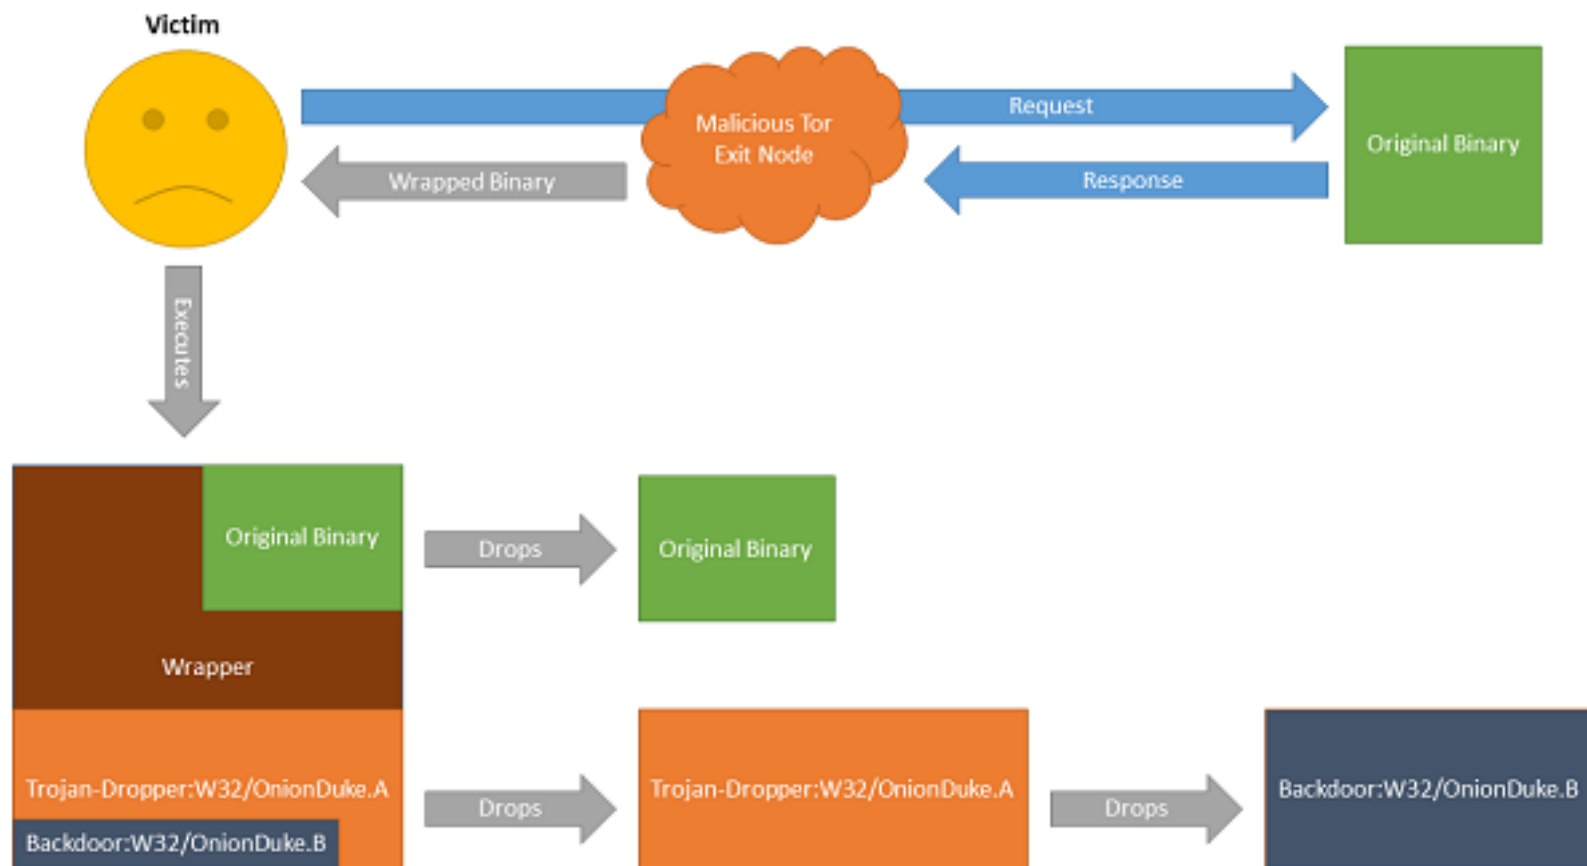 Victim
Malicious Tor
Exit Node
Request
Original Binary
Wrapped Binary
Response
Executes
Original Binary
Drops
Original Binary
Wrapper
Trojan-Dropper:W32/OnionDuke.A
Drops
Trojan-Dropper:W32/OnionDuke.A
Drops
Backdoor:W32/OnionDuke.B
Backdoor:W32/OnionDuke.B